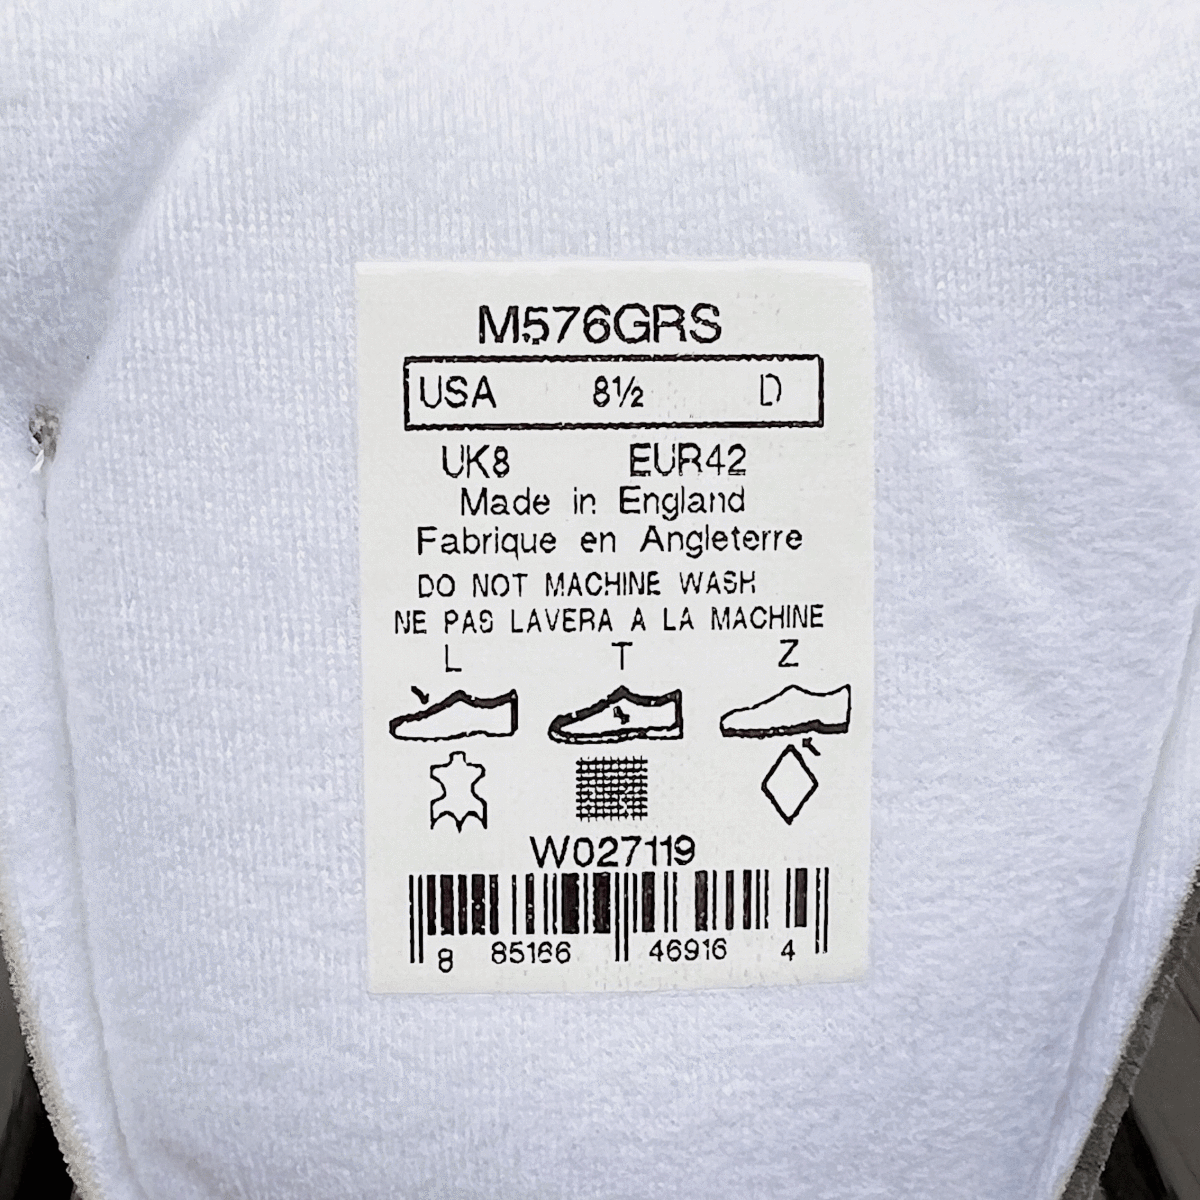 M576GRS
USA 8½ D
UK8 EUR42
Made in England
Fabrique en Angleterre
DO NOT MACHINE WASH
NE PAS LAVERA A LA MACHINE
L T Z
W027119
8 85166 46916 4